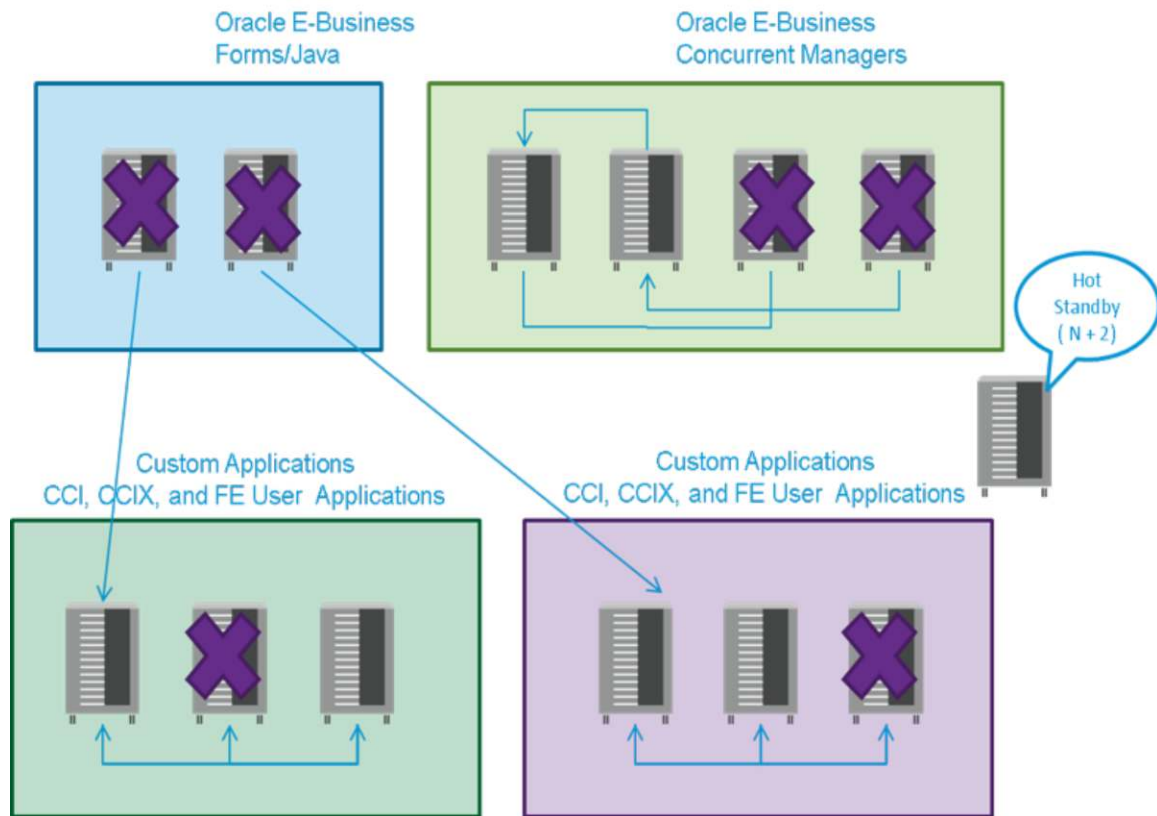 Oracle E-Business
Forms/Java
Oracle E-Business
Concurrent Managers
Hot
Standby
( N + 2)
Custom Applications
CCI, CCIX, and FE User Applications
Custom Applications
CCI, CCIX, and FE User Applications